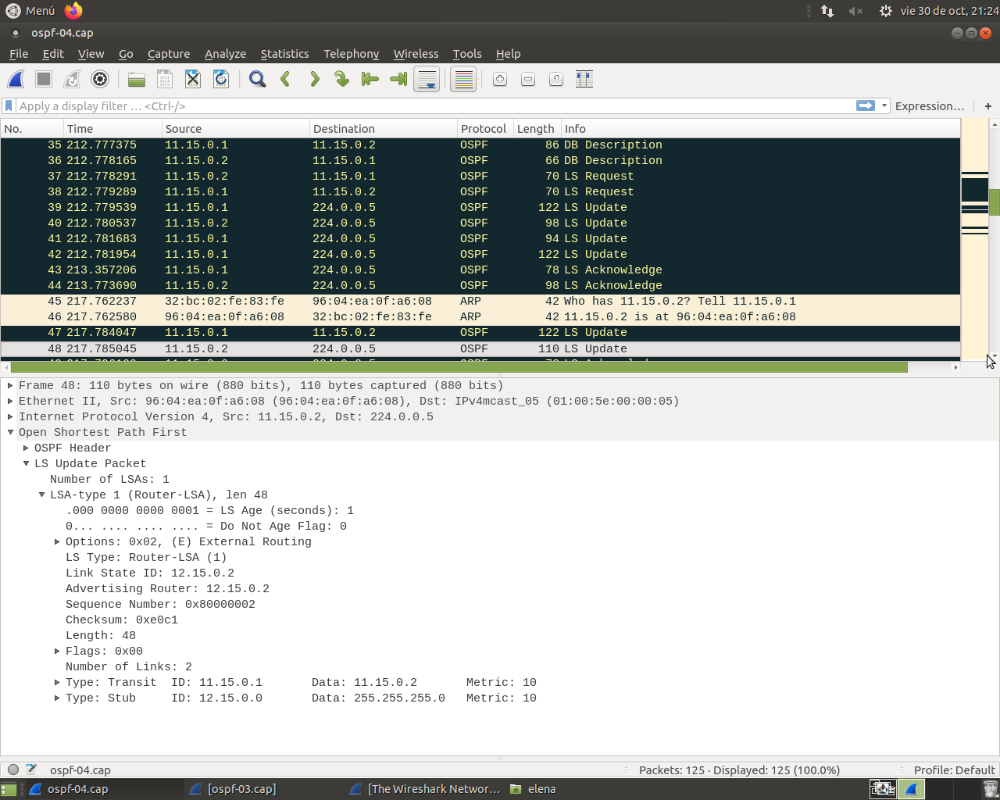 Menú
vie 30 de oct, 21:24
ospf-04.cap
File Edit View Go Capture Analyze Statistics Telephony Wireless Tools Help
Apply a display filter … <Ctrl-/>
Expression… +
No. Time Source Destination Protocol Length Info
35 212.777375 11.15.0.1 11.15.0.2 OSPF 86 DB Description
36 212.778165 11.15.0.2 11.15.0.1 OSPF 66 DB Description
37 212.778291 11.15.0.2 11.15.0.1 OSPF 70 LS Request
38 212.779289 11.15.0.1 11.15.0.2 OSPF 70 LS Request
39 212.779539 11.15.0.1 224.0.0.5 OSPF 122 LS Update
40 212.780537 11.15.0.2 224.0.0.5 OSPF 98 LS Update
41 212.781683 11.15.0.1 224.0.0.5 OSPF 94 LS Update
42 212.781954 11.15.0.1 224.0.0.5 OSPF 122 LS Update
43 213.357206 11.15.0.1 224.0.0.5 OSPF 78 LS Acknowledge
44 213.773690 11.15.0.2 224.0.0.5 OSPF 98 LS Acknowledge
45 217.762237 32:bc:02:fe:83:fe 96:04:ea:0f:a6:08 ARP 42 Who has 11.15.0.2? Tell 11.15.0.1
46 217.762580 96:04:ea:0f:a6:08 32:bc:02:fe:83:fe ARP 42 11.15.0.2 is at 96:04:ea:0f:a6:08
47 217.784047 11.15.0.1 11.15.0.2 OSPF 122 LS Update
48 217.785045 11.15.0.2 224.0.0.5 OSPF 110 LS Update
Frame 48: 110 bytes on wire (880 bits), 110 bytes captured (880 bits)
Ethernet II, Src: 96:04:ea:0f:a6:08 (96:04:ea:0f:a6:08), Dst: IPv4mcast_05 (01:00:5e:00:00:05)
Internet Protocol Version 4, Src: 11.15.0.2, Dst: 224.0.0.5
Open Shortest Path First
OSPF Header
LS Update Packet
Number of LSAs: 1
LSA-type 1 (Router-LSA), len 48
.000 0000 0000 0001 = LS Age (seconds): 1
0... .... .... .... = Do Not Age Flag: 0
Options: 0x02, (E) External Routing
LS Type: Router-LSA (1)
Link State ID: 12.15.0.2
Advertising Router: 12.15.0.2
Sequence Number: 0x80000002
Checksum: 0xe0c1
Length: 48
Flags: 0x00
Number of Links: 2
Type: Transit ID: 11.15.0.1 Data: 11.15.0.2 Metric: 10
Type: Stub ID: 12.15.0.0 Data: 255.255.255.0 Metric: 10
ospf-04.cap
Packets: 125 · Displayed: 125 (100.0%)
Profile: Default
ospf-04.cap
[ospf-03.cap]
[The Wireshark Networ…
elena